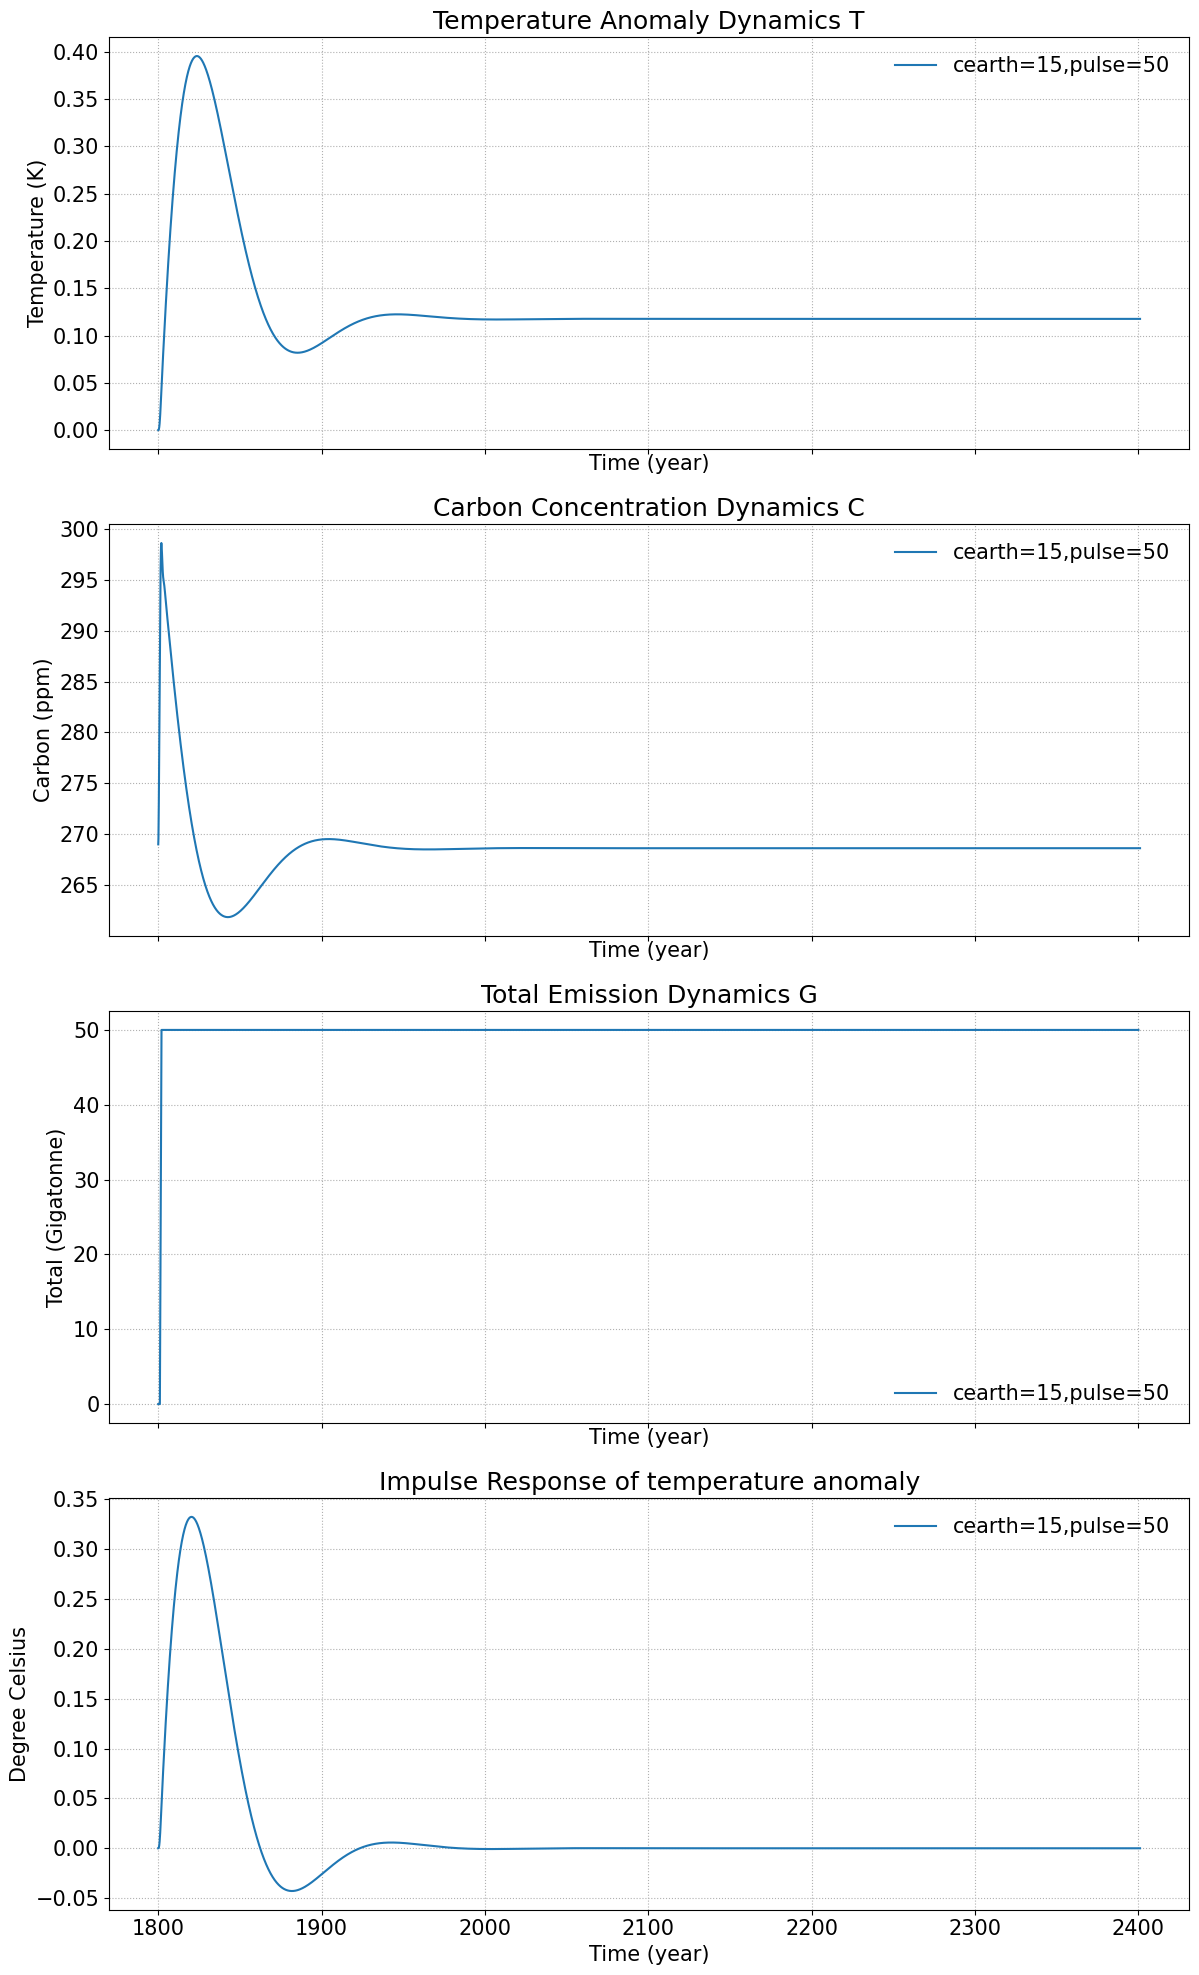 Temperature Anomaly Dynamics T
cearth=15,pulse=50
Temperature (K)
0.40
0.35
0.30
0.25
0.20
0.15
0.10
0.05
0.00
Time (year)
Carbon Concentration Dynamics C
cearth=15,pulse=50
Carbon (ppm)
300
295
290
285
280
275
270
265
Time (year)
Total Emission Dynamics G
Total (Gigatonne)
50
40
30
20
10
0
cearth=15,pulse=50
Time (year)
Impulse Response of temperature anomaly
cearth=15,pulse=50
Degree Celsius
0.35
0.30
0.25
0.20
0.15
0.10
0.05
0.00
−0.05
1800 1900 2000 2100 2200 2300 2400
Time (year)